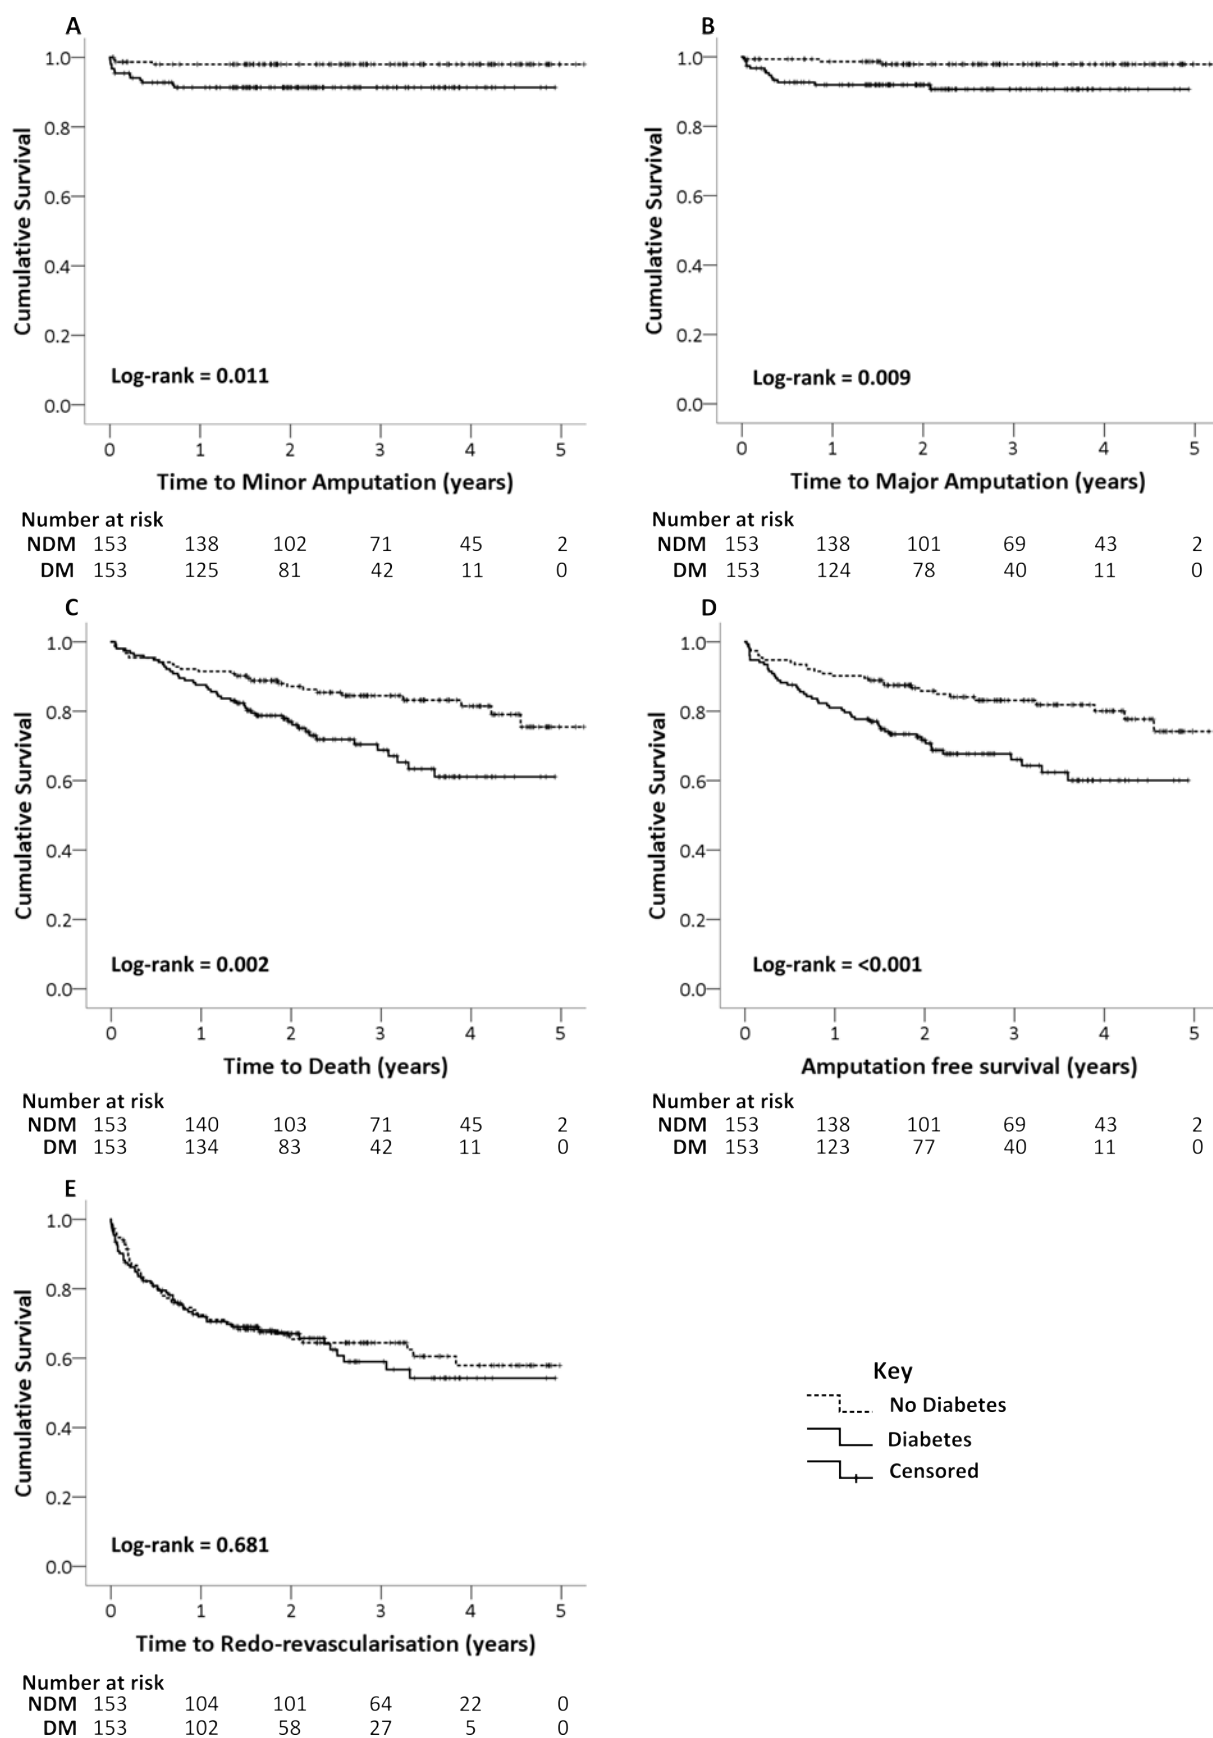 A
1.0
0.8
0.6
0.4
0.2
0.0
Cumulative Survival
Log-rank = 0.011
0 1 2 3 4 5
Time to Minor Amputation (years)
Number at risk
NDM 153 138 102 71 45 2
DM 153 125 81 42 11 0
B
1.0
0.8
0.6
0.4
0.2
0.0
Cumulative Survival
Log-rank = 0.009
0 1 2 3 4 5
Time to Major Amputation (years)
Number at risk
NDM 153 138 101 69 43 2
DM 153 124 78 40 11 0
C
1.0
0.8
0.6
0.4
0.2
0.0
Cumulative Survival
Log-rank = 0.002
0 1 2 3 4 5
Time to Death (years)
Number at risk
NDM 153 140 103 71 45 2
DM 153 134 83 42 11 0
D
1.0
0.8
0.6
0.4
0.2
0.0
Cumulative Survival
Log-rank = <0.001
0 1 2 3 4 5
Amputation free survival (years)
Number at risk
NDM 153 138 101 69 43 2
DM 153 123 77 40 11 0
E
1.0
0.8
0.6
0.4
0.2
0.0
Cumulative Survival
Log-rank = 0.681
0 1 2 3 4 5
Time to Redo-revascularisation (years)
Number at risk
NDM 153 104 101 64 22 0
DM 153 102 58 27 5 0
Key
No Diabetes
Diabetes
Censored